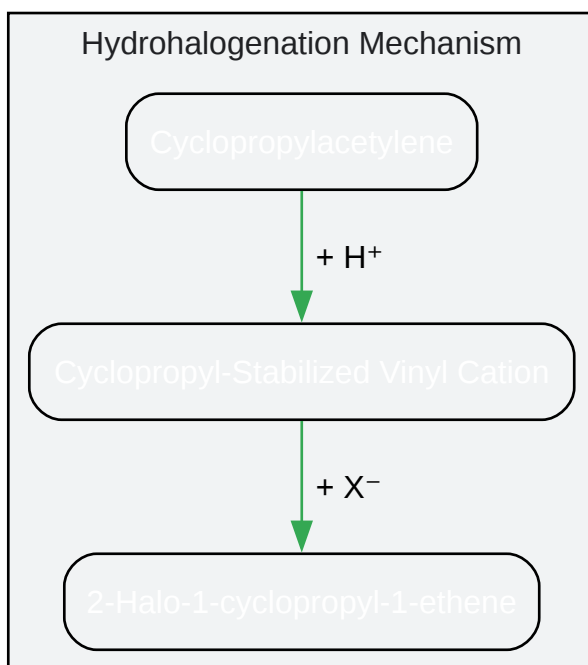 Hydrohalogenation Mechanism
Cyclopropylacetylene
+ H⁺
Cyclopropyl-Stabilized Vinyl Cation
+ X⁻
2-Halo-1-cyclopropyl-1-ethene